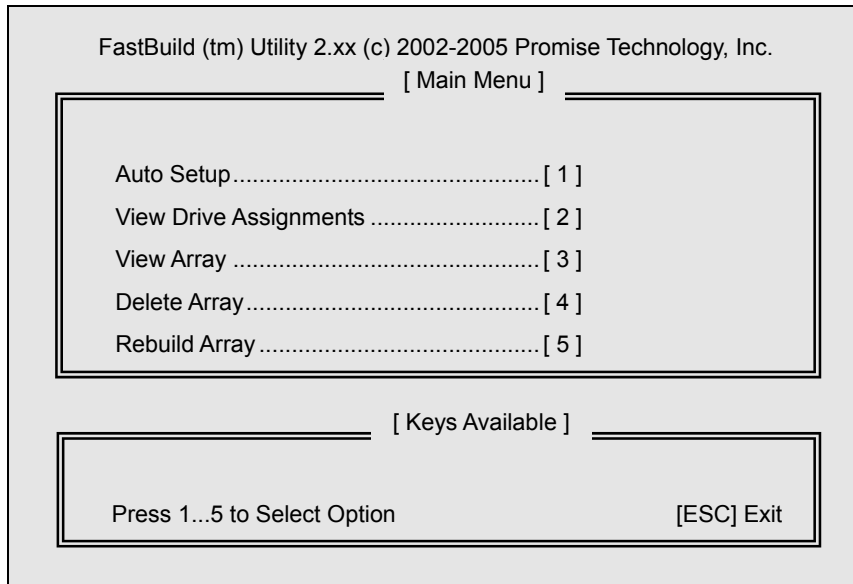 FastBuild (tm) Utility 2.xx (c) 2002-2005 Promise Technology, Inc.
[ Main Menu ]
Auto Setup...............................................[ 1 ]
View Drive Assignments ..........................[ 2 ]
View Array ...............................................[ 3 ]
Delete Array.............................................[ 4 ]
Rebuild Array ...........................................[ 5 ]
[ Keys Available ]
Press 1...5 to Select Option [ESC] Exit